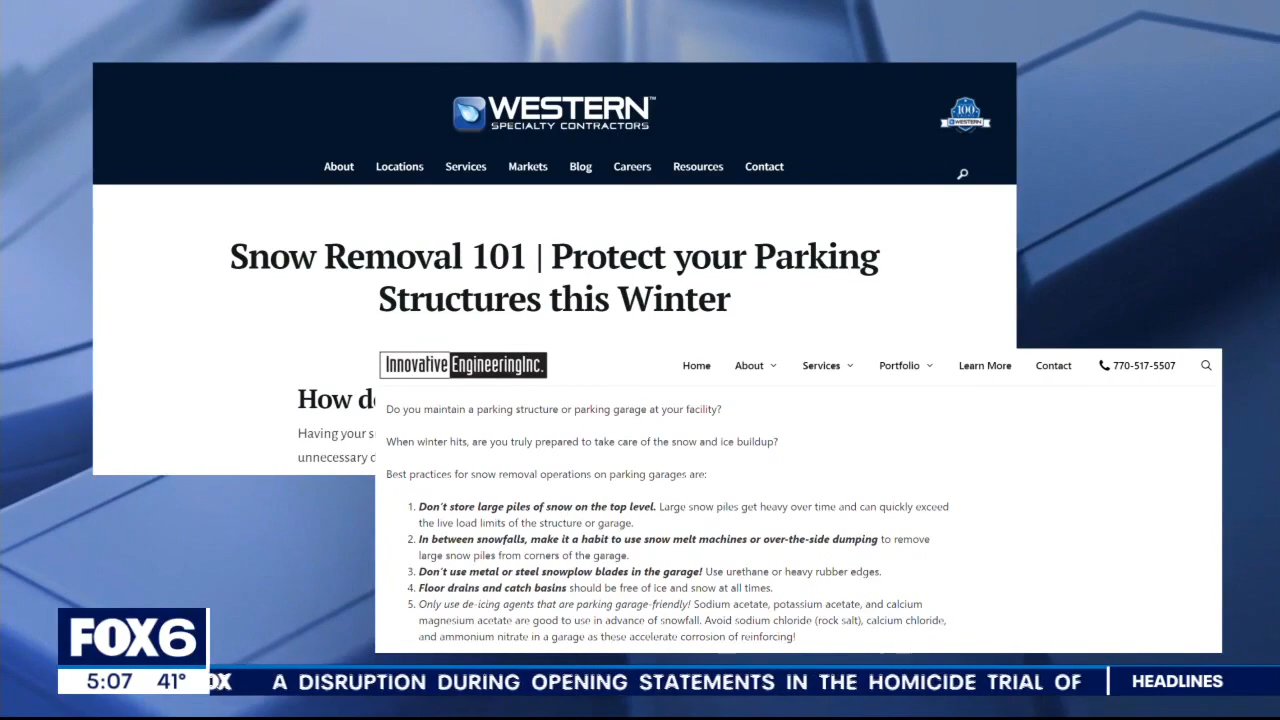 WESTERN™
SPECIALTY CONTRACTORS
100
WESTERN
About Locations Services Markets Blog Careers Resources Contact
Snow Removal 101 | Protect your Parking
Structures this Winter
How d
Having your s
unnecessary d
Innovative EngineeringInc.
Home About Services Portfolio Learn More Contact 770-517-5507
Do you maintain a parking structure or parking garage at your facility?
When winter hits, are you truly prepared to take care of the snow and ice buildup?
Best practices for snow removal operations on parking garages are:
1. Don't store large piles of snow on the top level. Large snow piles get heavy over time and can quickly exceed
the live load limits of the structure or garage.
2. In between snowfalls, make it a habit to use snow melt machines or over-the-side dumping to remove
large snow piles from corners of the garage.
3. Don't use metal or steel snowplow blades in the garage! Use urethane or heavy rubber edges.
4. Floor drains and catch basins should be free of ice and snow at all times.
5. Only use de-icing agents that are parking garage-friendly! Sodium acetate, potassium acetate, and calcium
magnesium acetate are good to use in advance of snowfall. Avoid sodium chloride (rock salt), calcium chloride,
and ammonium nitrate in a garage as these accelerate corrosion of reinforcing!
FOX6
5:07 41°
OX A DISRUPTION DURING OPENING STATEMENTS IN THE HOMICIDE TRIAL OF
HEADLINES